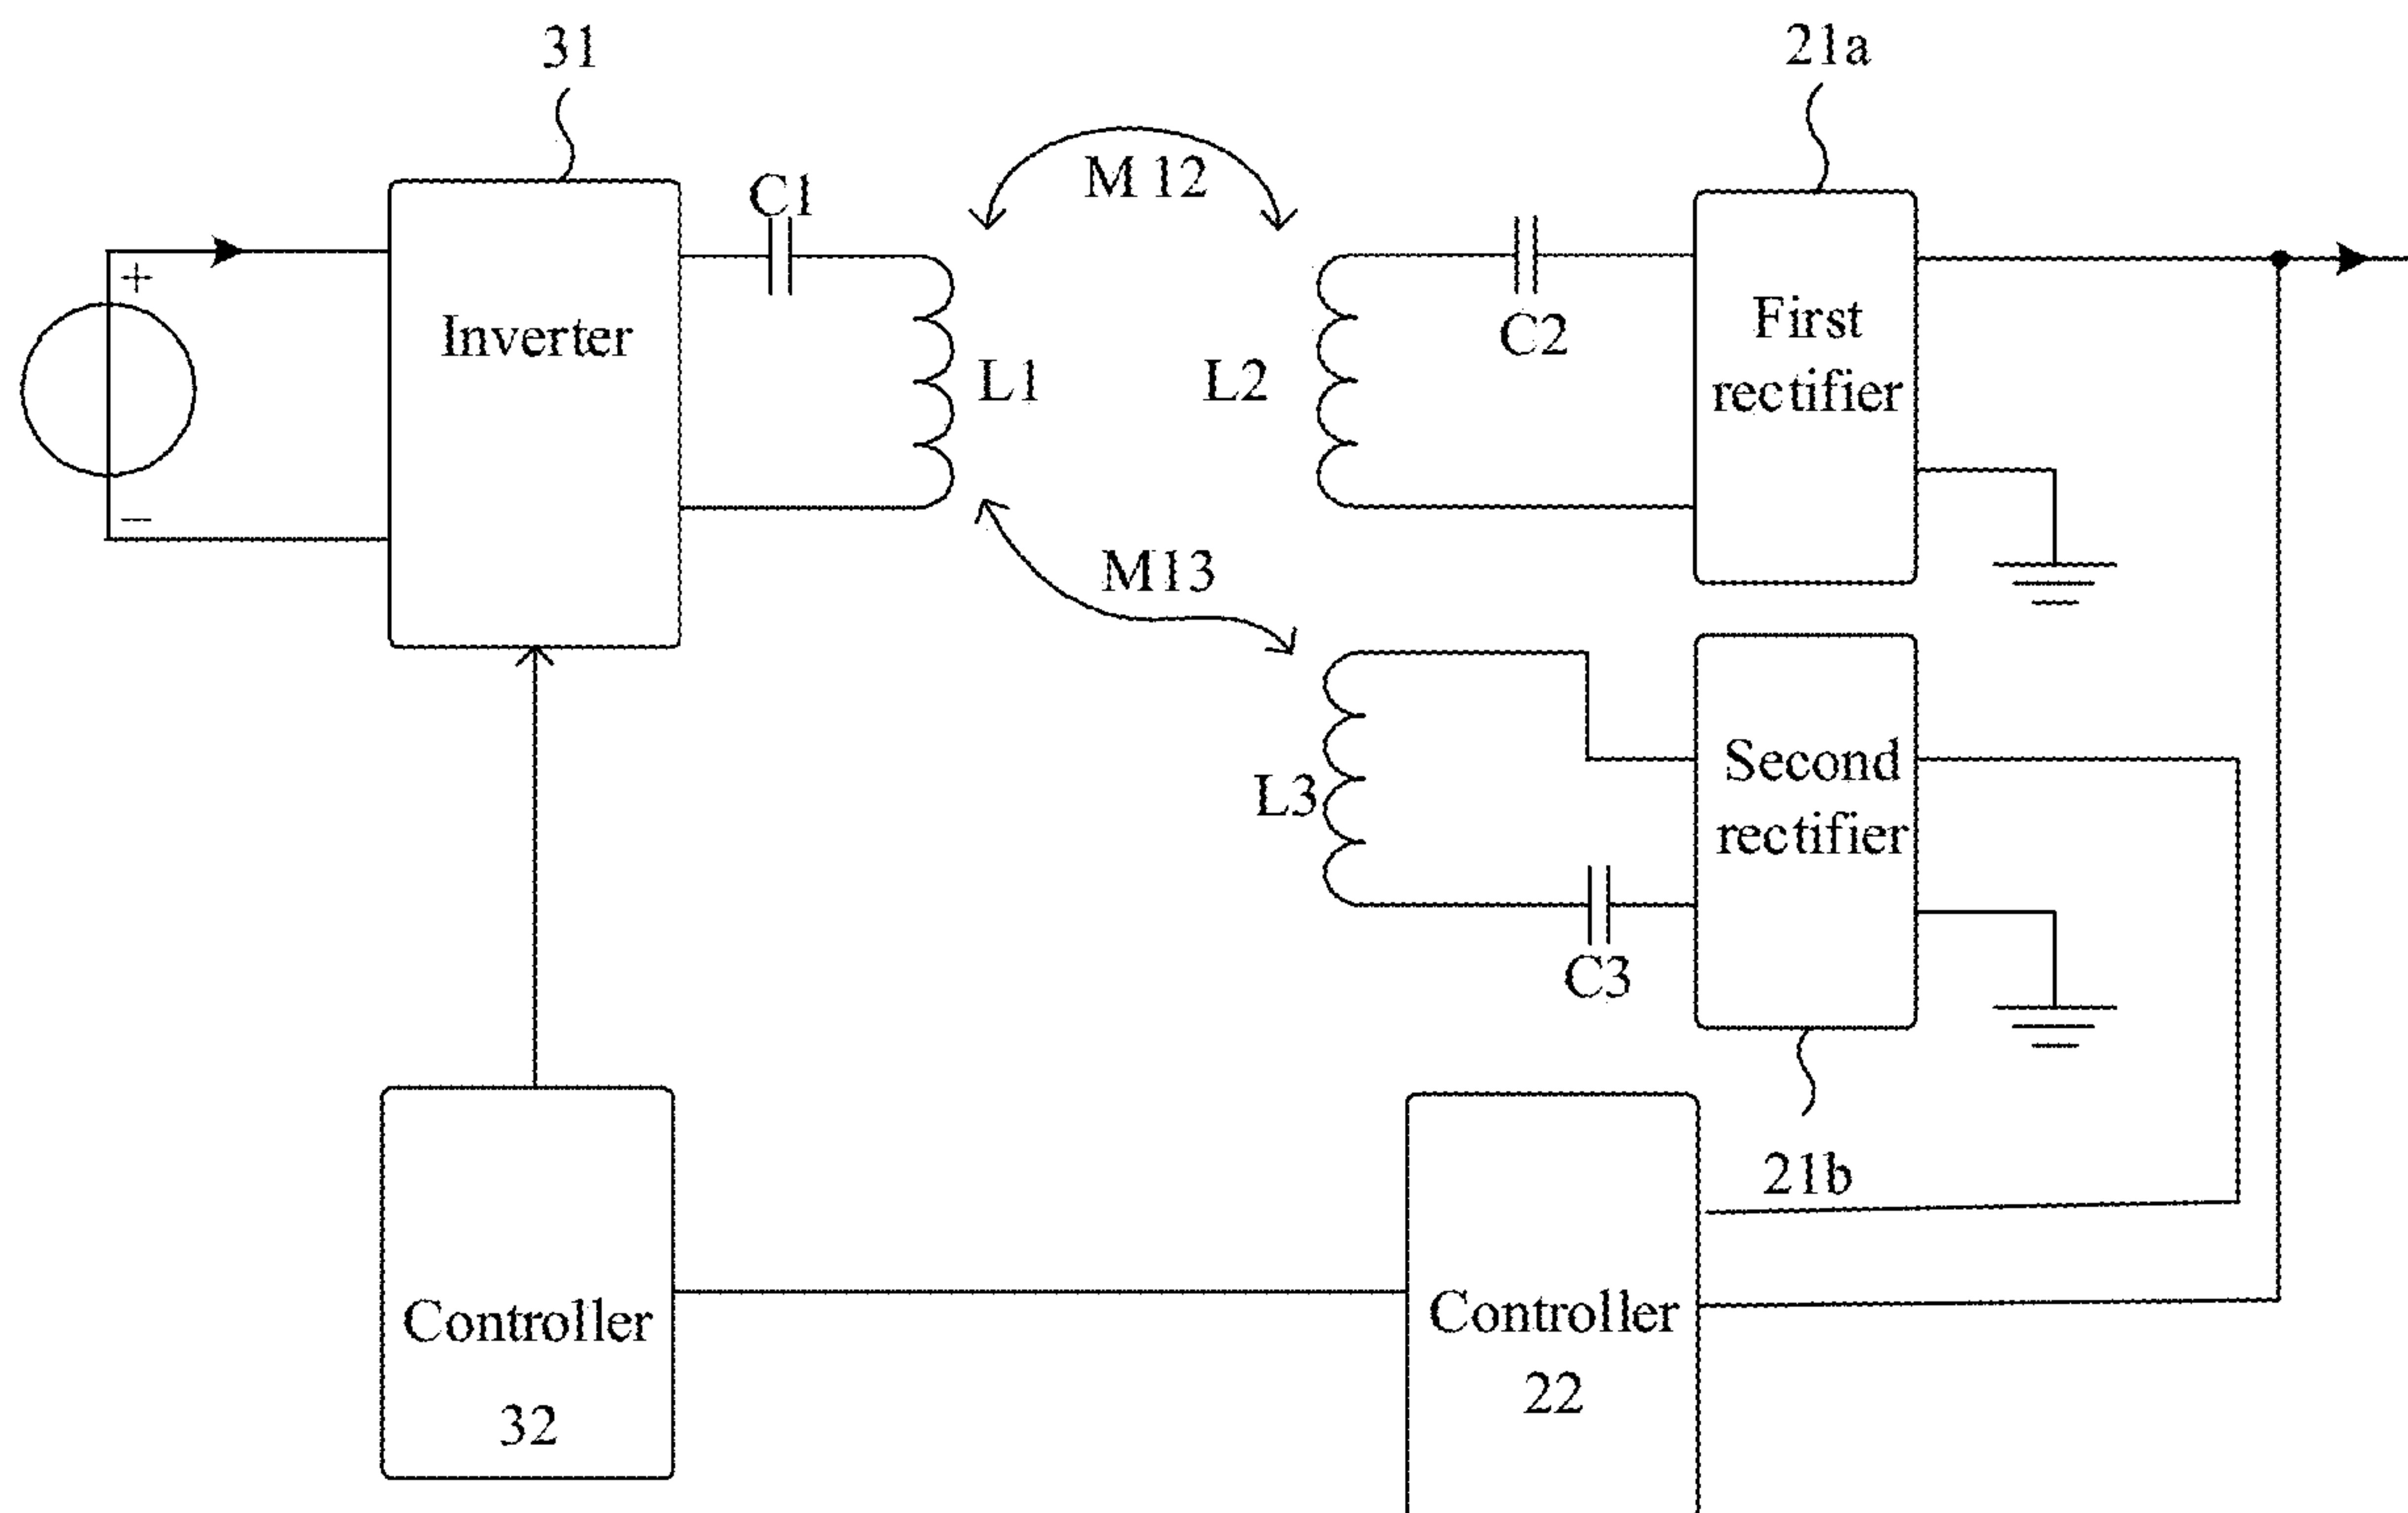 31
21a
M 12
C1
+
Inverter
L1
L2
C2
First
rectifier
−
M13
Second
rectifier
L3
C3
21b
Controller
32
Controller
22